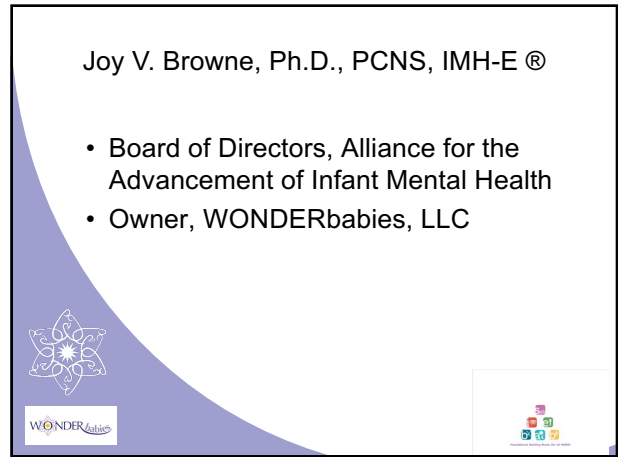 Joy V. Browne, Ph.D., PCNS, IMH-E ®
• Board of Directors, Alliance for the
Advancement of Infant Mental Health
• Owner, WONDERbabies, LLC
WONDERbabies